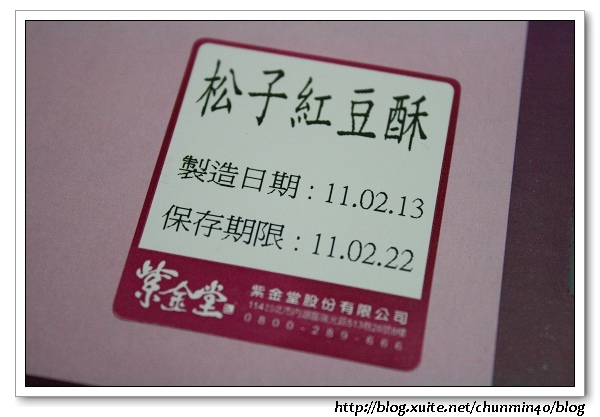 松子紅豆酥
製造日期：11.02.13
保存期限：11.02.22
紫金堂
紫金堂股份有限公司
0800-289-666
http://blog.xuite.net/chunmin40/blog